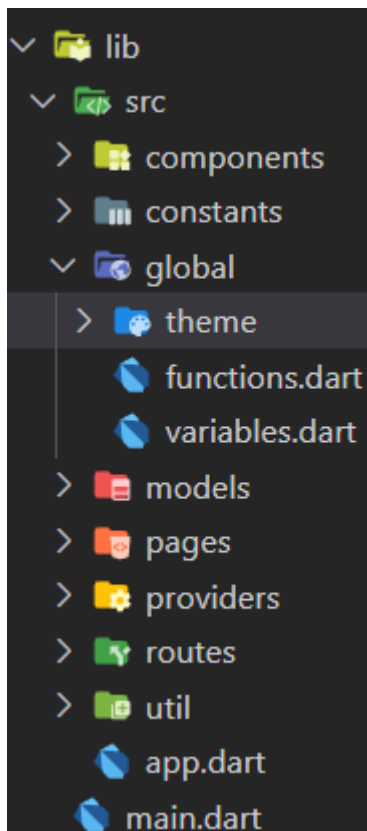 lib
src
components
constants
global
theme
functions.dart
variables.dart
models
pages
providers
routes
util
app.dart
main.dart